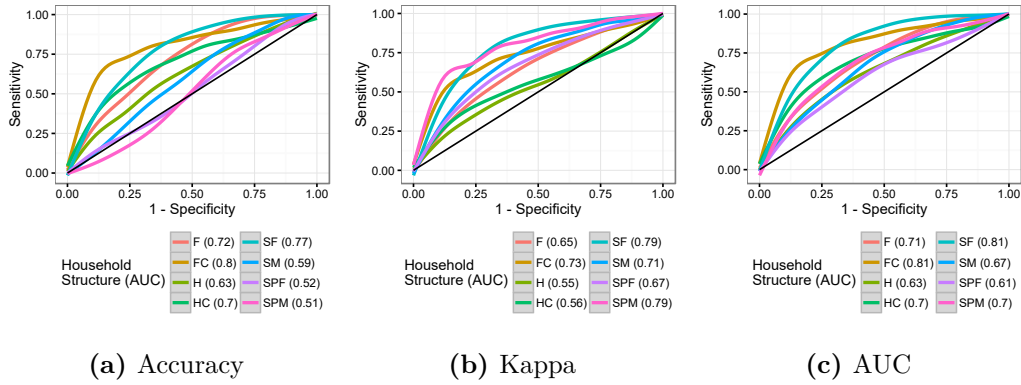 1.00
0.75
0.50
0.25
0.00
Sensitivity
0.00 0.25 0.50 0.75 1.00
1 - Specificity
Household
Structure (AUC)
F (0.72) SF (0.77)
FC (0.8) SM (0.59)
H (0.63) SPF (0.52)
HC (0.7) SPM (0.51)
(a) Accuracy
1.00
0.75
0.50
0.25
0.00
Sensitivity
0.00 0.25 0.50 0.75 1.00
1 - Specificity
Household
Structure (AUC)
F (0.65) SF (0.79)
FC (0.73) SM (0.71)
H (0.55) SPF (0.67)
HC (0.56) SPM (0.79)
(b) Kappa
1.00
0.75
0.50
0.25
0.00
Sensitivity
0.00 0.25 0.50 0.75 1.00
1 - Specificity
Household
Structure (AUC)
F (0.71) SF (0.81)
FC (0.81) SM (0.67)
H (0.63) SPF (0.61)
HC (0.7) SPM (0.7)
(c) AUC